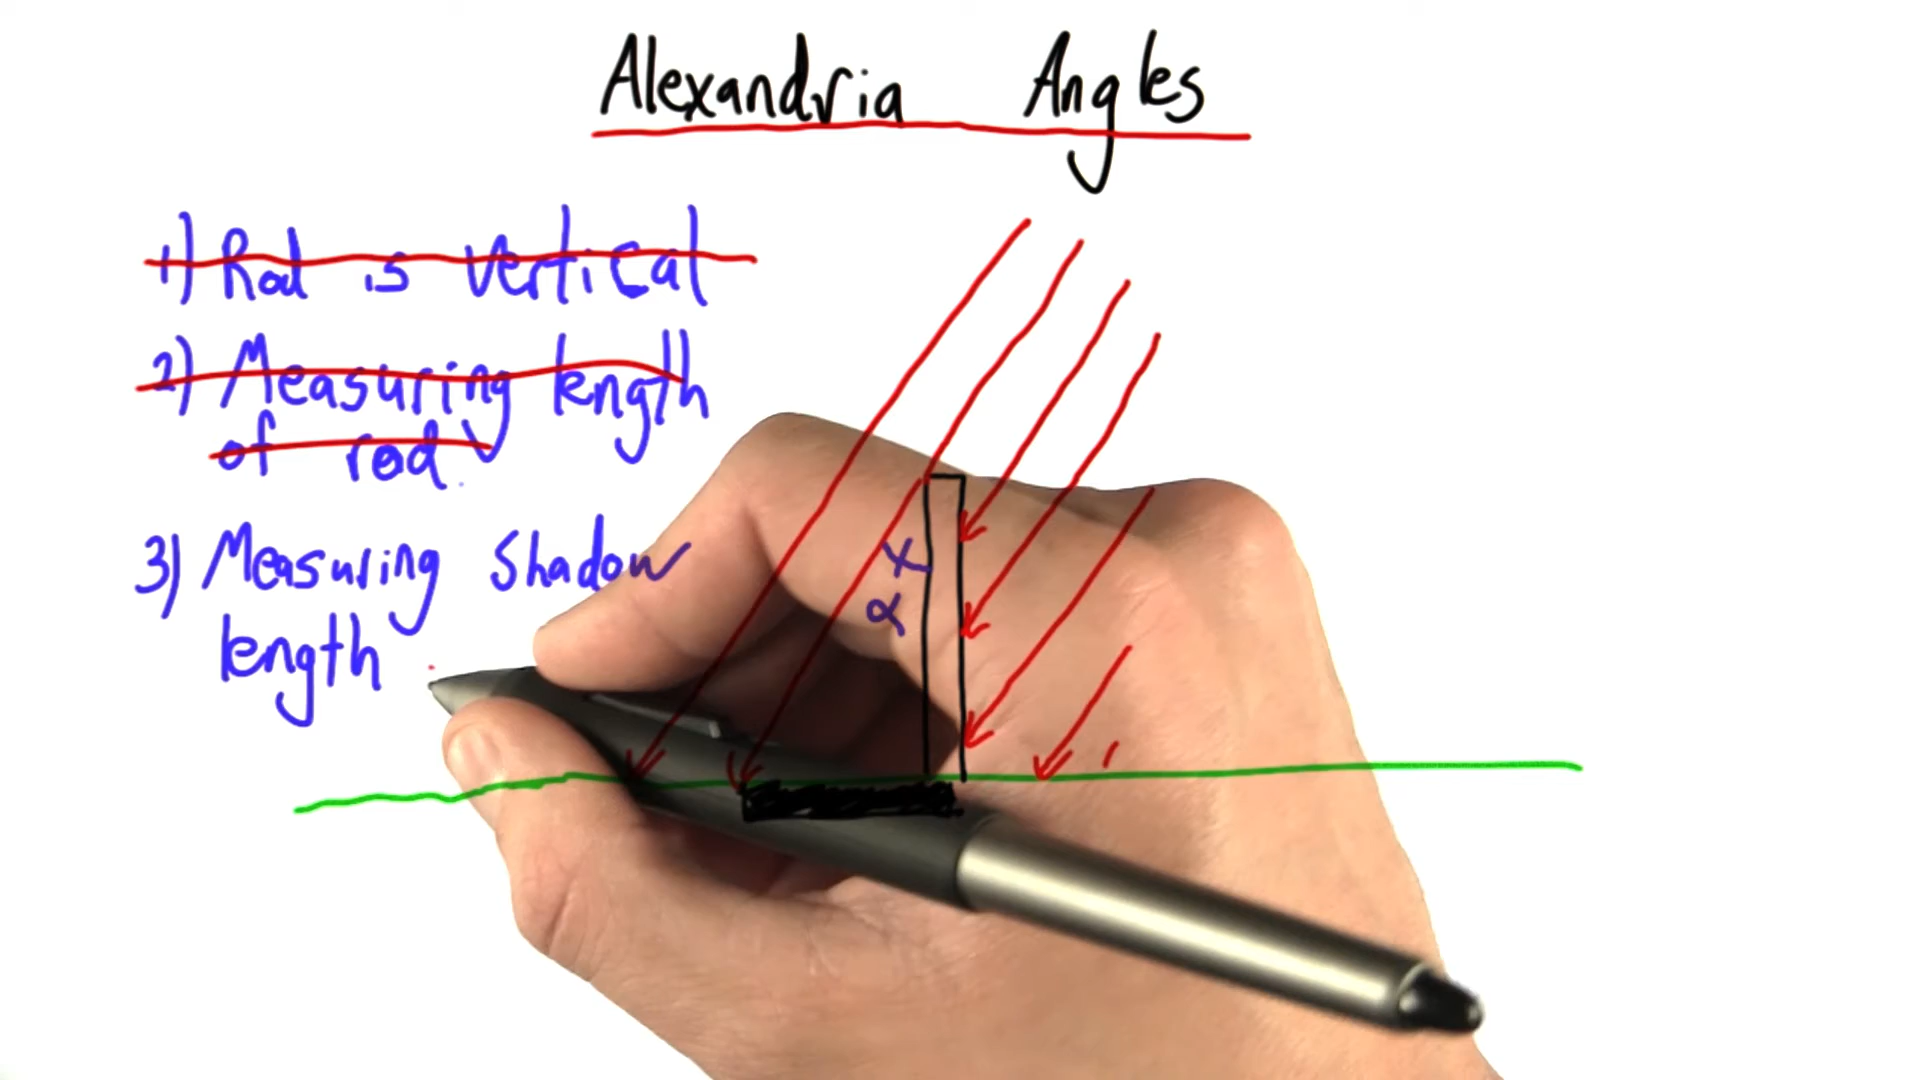 Alexandria Angles
1) Rod is vertical
2) Measuring length
of rod.
3) Measuring shadow
length
α